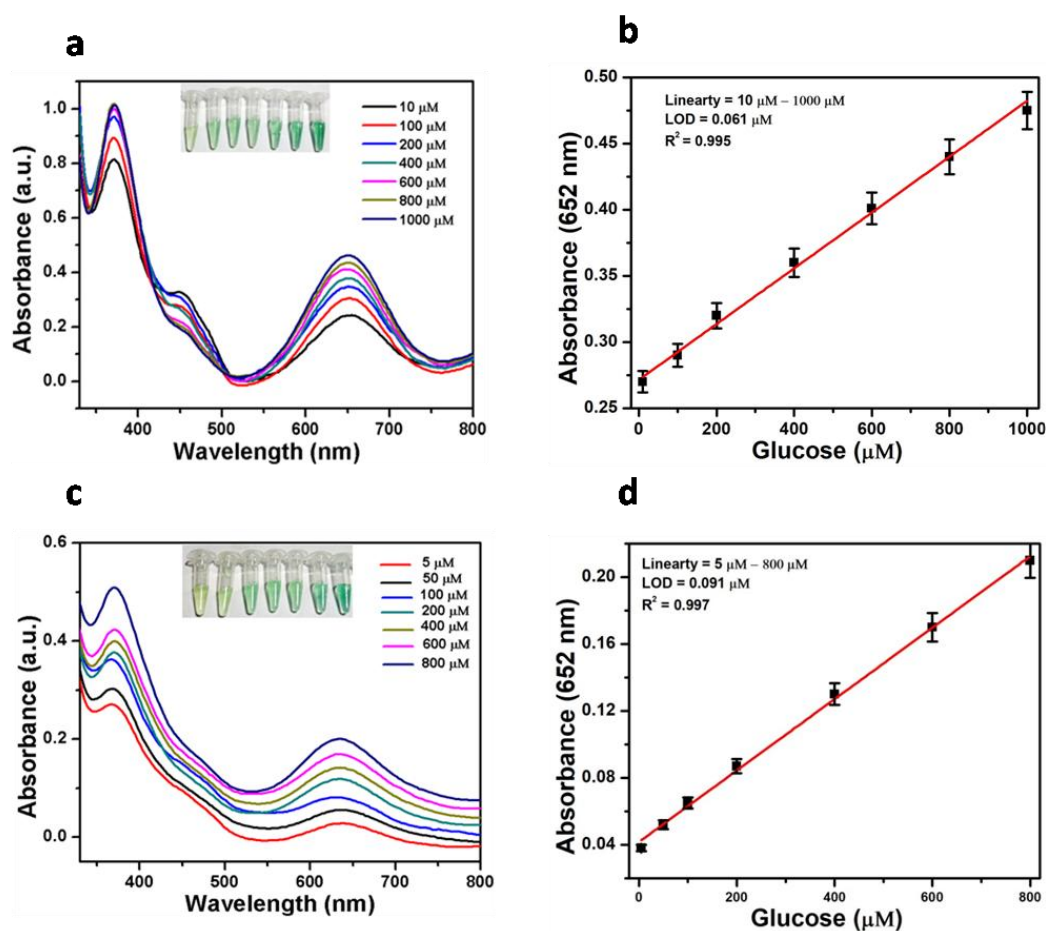 a
b
1.0
0.8
0.6
0.4
0.2
0.0
Absorbance (a.u.)
10 μM
100 μM
200 μM
400 μM
600 μM
800 μM
1000 μM
400 500 600 700 800
Wavelength (nm)
0.50
0.45
0.40
0.35
0.30
0.25
Absorbance (652 nm)
Linearty = 10 μM – 1000 μM
LOD = 0.061 μM
R² = 0.995
0 200 400 600 800 1000
Glucose (μM)
c
d
0.6
0.4
0.2
0.0
Absorbance (a.u.)
5 μM
50 μM
100 μM
200 μM
400 μM
600 μM
800 μM
400 500 600 700 800
Wavelength (nm)
0.20
0.16
0.12
0.08
0.04
Absorbance (652 nm)
Linearty = 5 μM – 800 μM
LOD = 0.091 μM
R² = 0.997
0 200 400 600 800
Glucose (μM)